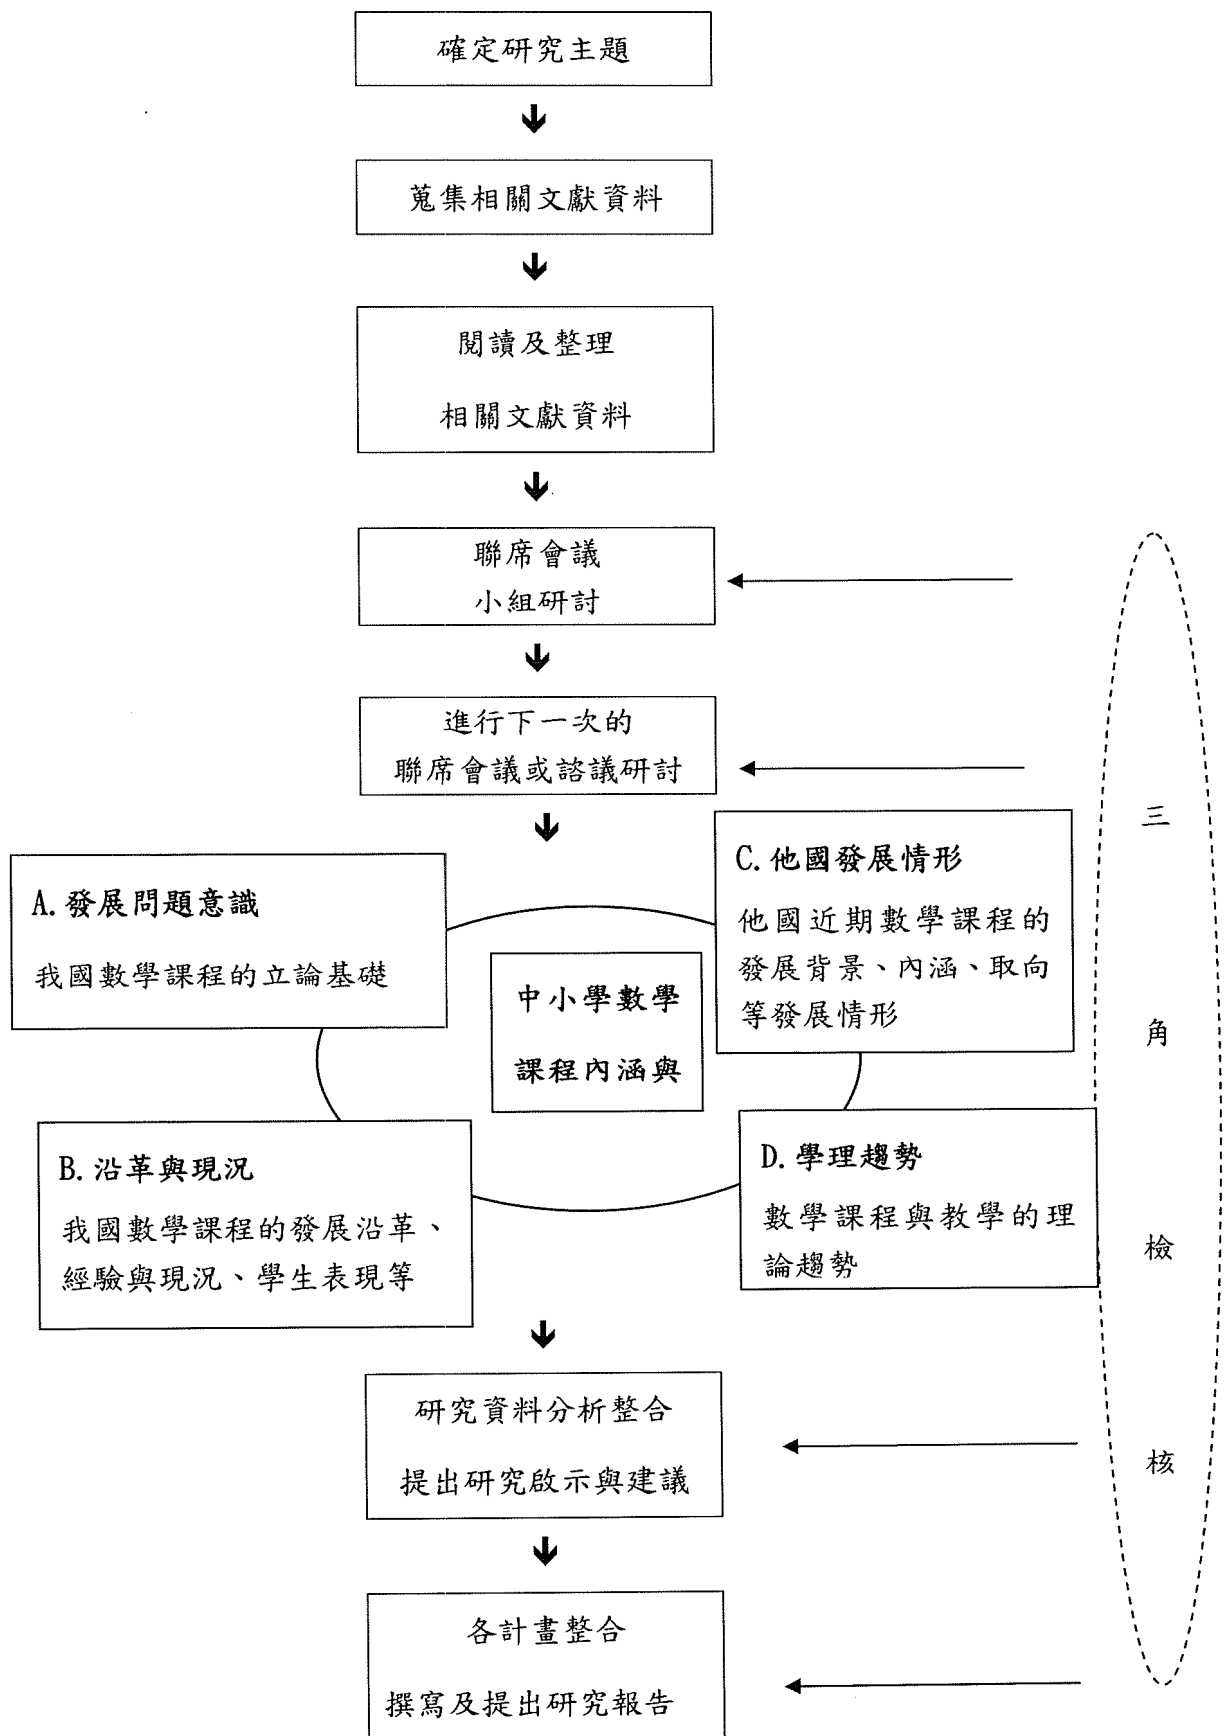 確定研究主題
蒐集相關文獻資料
閱讀及整理
相關文獻資料
聯席會議
小組研討
進行下一次的
聯席會議或諮議研討
A.發展問題意識
我國數學課程的立論基礎
中小學數學
課程內涵與
C.他國發展情形
他國近期數學課程的
發展背景、內涵、取向
等發展情形
B.沿革與現況
我國數學課程的發展沿革、
經驗與現況、學生表現等
D.學理趨勢
數學課程與教學的理
論趨勢
研究資料分析整合
提出研究啟示與建議
各計畫整合
撰寫及提出研究報告
三
角
檢
核